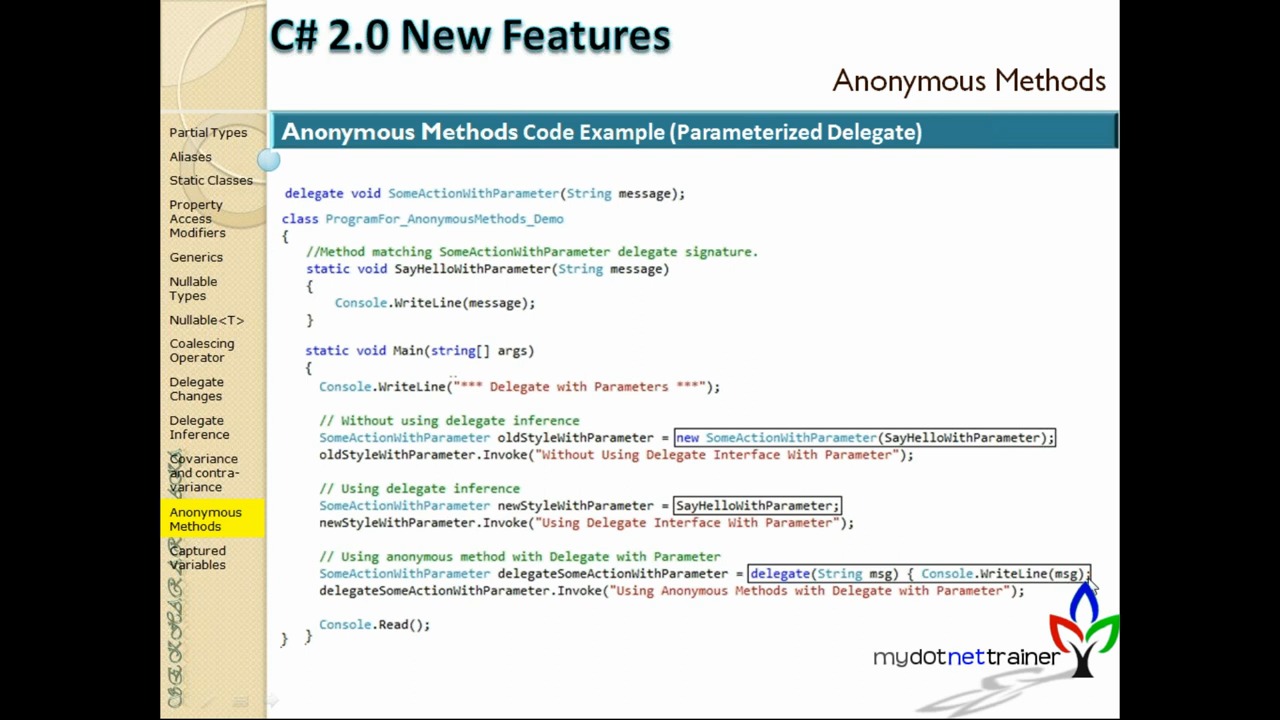 C# 2.0 New Features
Anonymous Methods
Anonymous Methods Code Example (Parameterized Delegate)
Partial Types
Aliases
Static Classes
Property
Access
Modifiers
Generics
Nullable
Types
Nullable<T>
Coalescing
Operator
Delegate
Changes
Delegate
Inference
Covariance
and contra-
variance
Anonymous
Methods
Captured
Variables
delegate void SomeActionWithParameter(String message);
class ProgramFor_AnonymousMethods_Demo
{
//Method matching SomeActionWithParameter delegate signature.
static void SayHelloWithParameter(String message)
{
Console.WriteLine(message);
}
static void Main(string[] args)
{
Console.WriteLine("*** Delegate with Parameters ***");
// Without using delegate inference
SomeActionWithParameter oldStyleWithParameter = new SomeActionWithParameter(SayHelloWithParameter);
oldStyleWithParameter.Invoke("Without Using Delegate Interface With Parameter");
// Using delegate inference
SomeActionWithParameter newStyleWithParameter = SayHelloWithParameter;
newStyleWithParameter.Invoke("Using Delegate Interface With Parameter");
// Using anonymous method with Delegate with Parameter
SomeActionWithParameter delegateSomeActionWithParameter = delegate(String msg) { Console.WriteLine(msg);
delegateSomeActionWithParameter.Invoke("Using Anonymous Methods with Delegate with Parameter");
Console.Read();
} }
mydotnettrainer